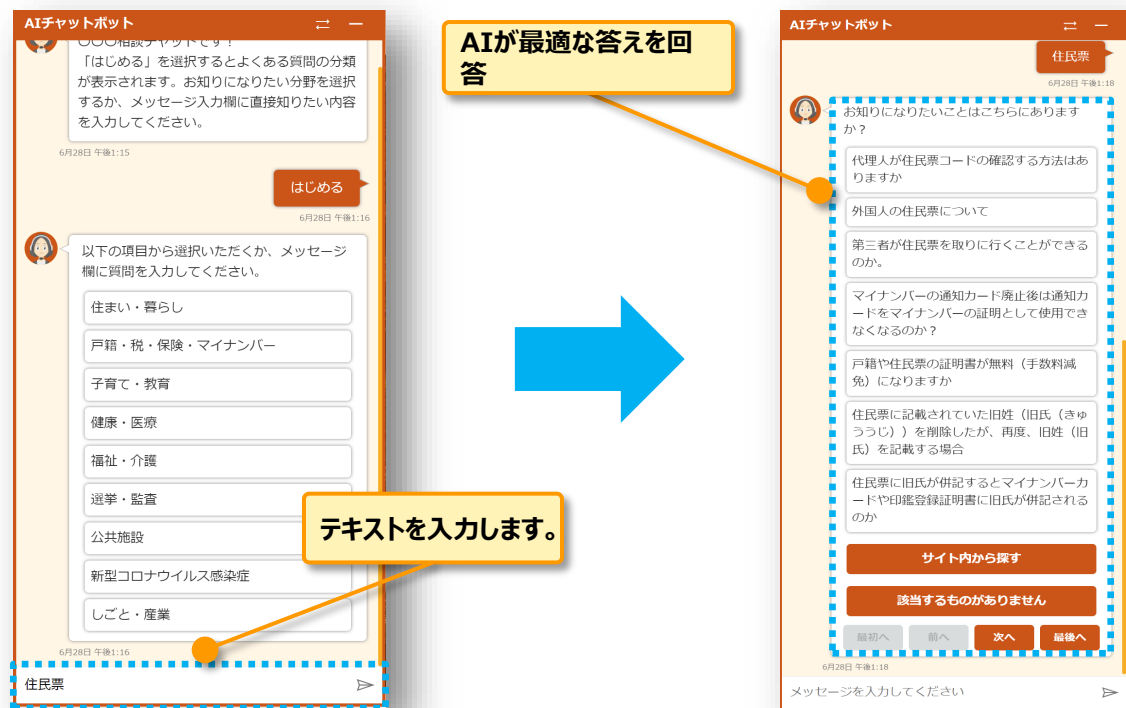 AIチャットボット
〇〇〇相談チャットです！
「はじめる」を選択するとよくある質問の分類
が表示されます。お知りになりたい分野を選択
するか、メッセージ入力欄に直接知りたい内容
を入力してください。
6月28日 午後1:15
はじめる
6月28日 午後1:16
以下の項目から選択いただくか、メッセージ
欄に質問を入力してください。
住まい・暮らし
戸籍・税・保険・マイナンバー
子育て・教育
健康・医療
福祉・介護
選挙・監査
公共施設
新型コロナウイルス感染症
しごと・産業
6月28日 午後1:16
住民票
テキストを入力します。
AIが最適な答えを回
答
AIチャットボット
住民票
6月28日 午後1:18
お知りになりたいことはこちらにあります
か？
代理人が住民票コードの確認する方法はあ
りますか
外国人の住民票について
第三者が住民票を取りに行くことができる
のか。
マイナンバーの通知カード廃止後は通知カ
ードをマイナンバーの証明として使用でき
なくなるのか？
戸籍や住民票の証明書が無料（手数料減
免）になりますか
住民票に記載されていた旧姓（旧氏（きゅ
ううじ））を削除したが、再度、旧姓（旧
氏）を記載する場合
住民票に旧氏が併記するとマイナンバーカ
ードや印鑑登録証明書に旧氏が併記される
のか
サイト内から探す
該当するものがありません
最初へ 前へ 次へ 最後へ
6月28日 午後1:18
メッセージを入力してください